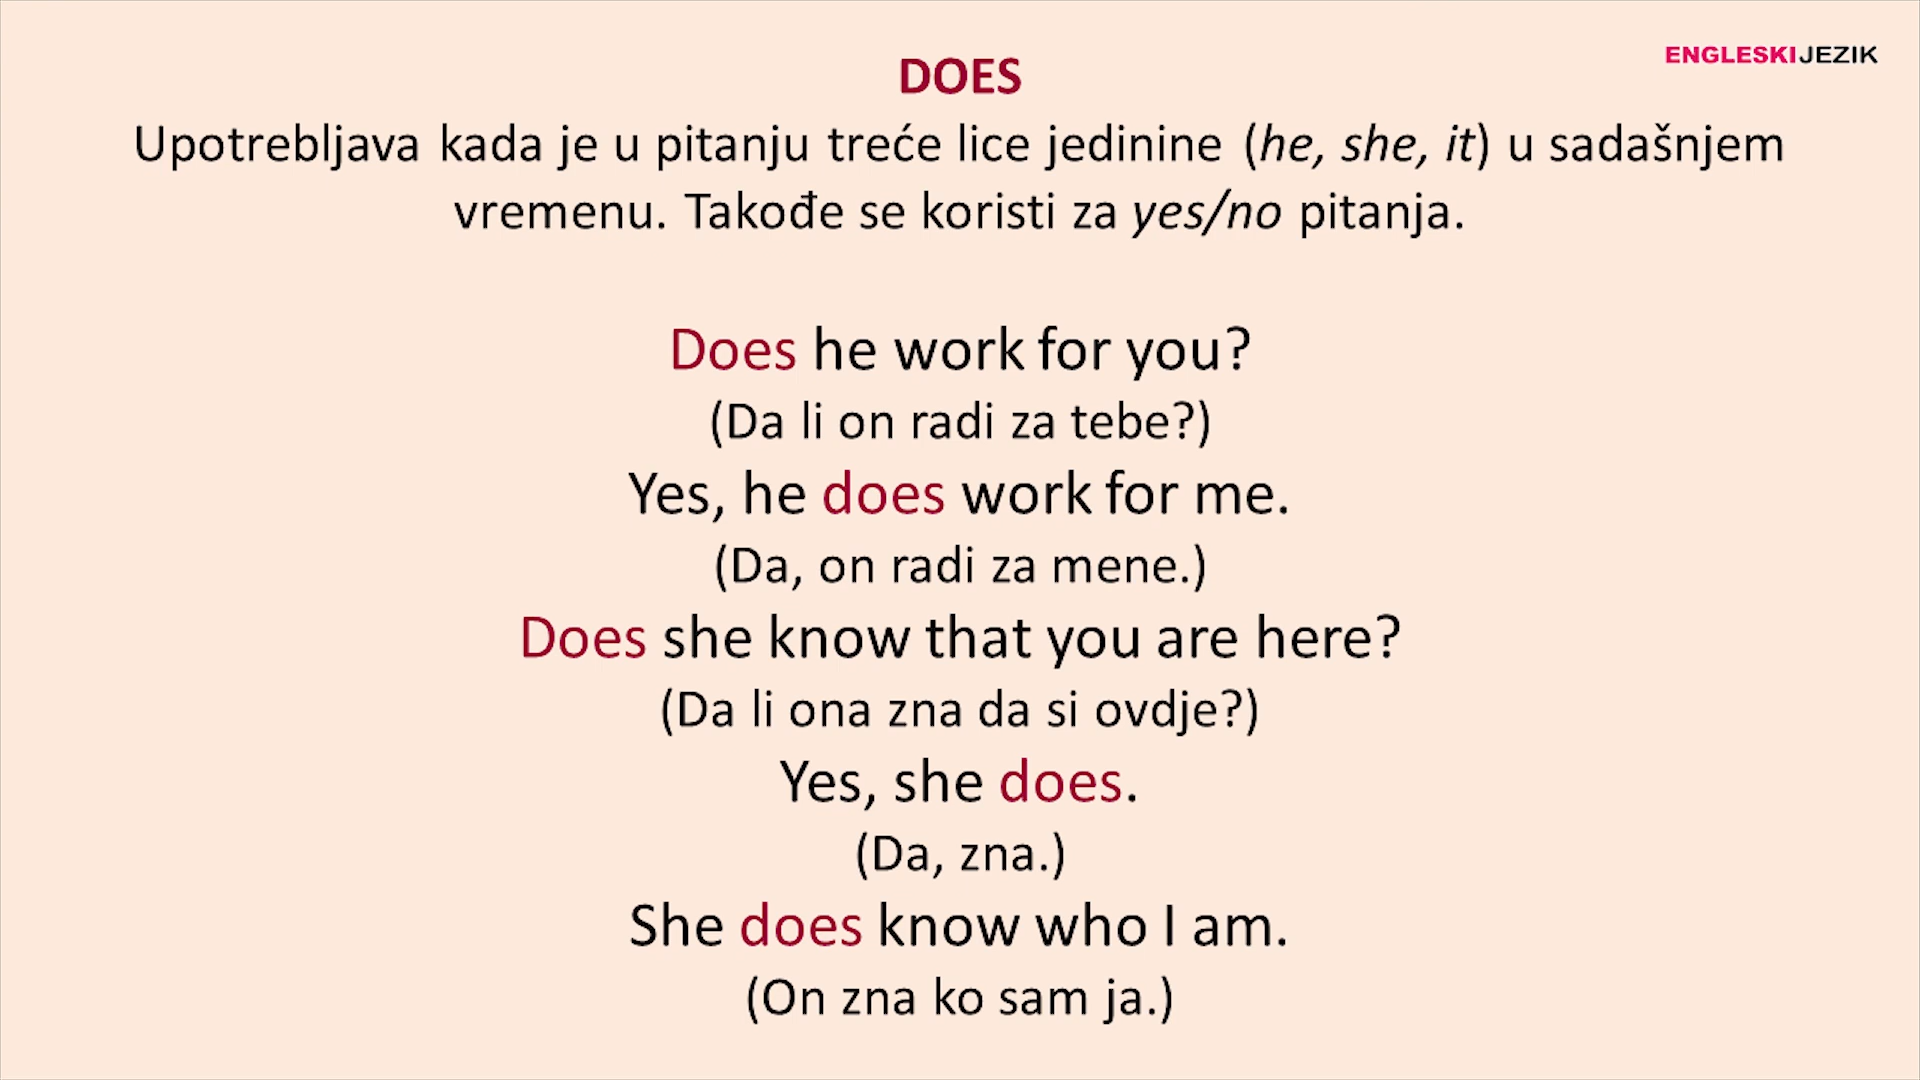 ENGLESKIJEZIK
DOES
Upotrebljava kada je u pitanju treće lice jedinine (he, she, it) u sadašnjem
vremenu. Takođe se koristi za yes/no pitanja.
Does he work for you?
(Da li on radi za tebe?)
Yes, he does work for me.
(Da, on radi za mene.)
Does she know that you are here?
(Da li ona zna da si ovdje?)
Yes, she does.
(Da, zna.)
She does know who I am.
(On zna ko sam ja.)